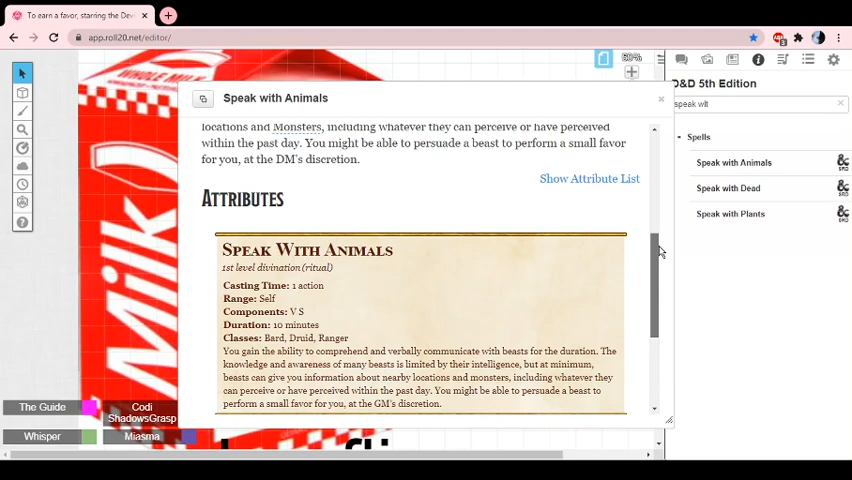 To earn a favor, starring the Dev
app.roll20.net/editor/
WHOLE MILK
Milk
60%
D&D 5th Edition
speak wit
Spells
Speak with Animals
Speak with Dead
Speak with Plants
Speak with Animals
locations and Monsters, including whatever they can perceive or have perceived
within the past day. You might be able to persuade a beast to perform a small favor
for you, at the DM's discretion.
Show Attribute List
ATTRIBUTES
SPEAK WITH ANIMALS
1st level divination (ritual)
Casting Time: 1 action
Range: Self
Components: V S
Duration: 10 minutes
Classes: Bard, Druid, Ranger
You gain the ability to comprehend and verbally communicate with beasts for the duration. The
knowledge and awareness of many beasts is limited by their intelligence, but at minimum,
beasts can give you information about nearby locations and monsters, including whatever they
can perceive or have perceived within the past day. You might be able to persuade a beast to
perform a small favor for you, at the GM's discretion.
The Guide
Codi
ShadowsGrasp
Whisper
Miasma